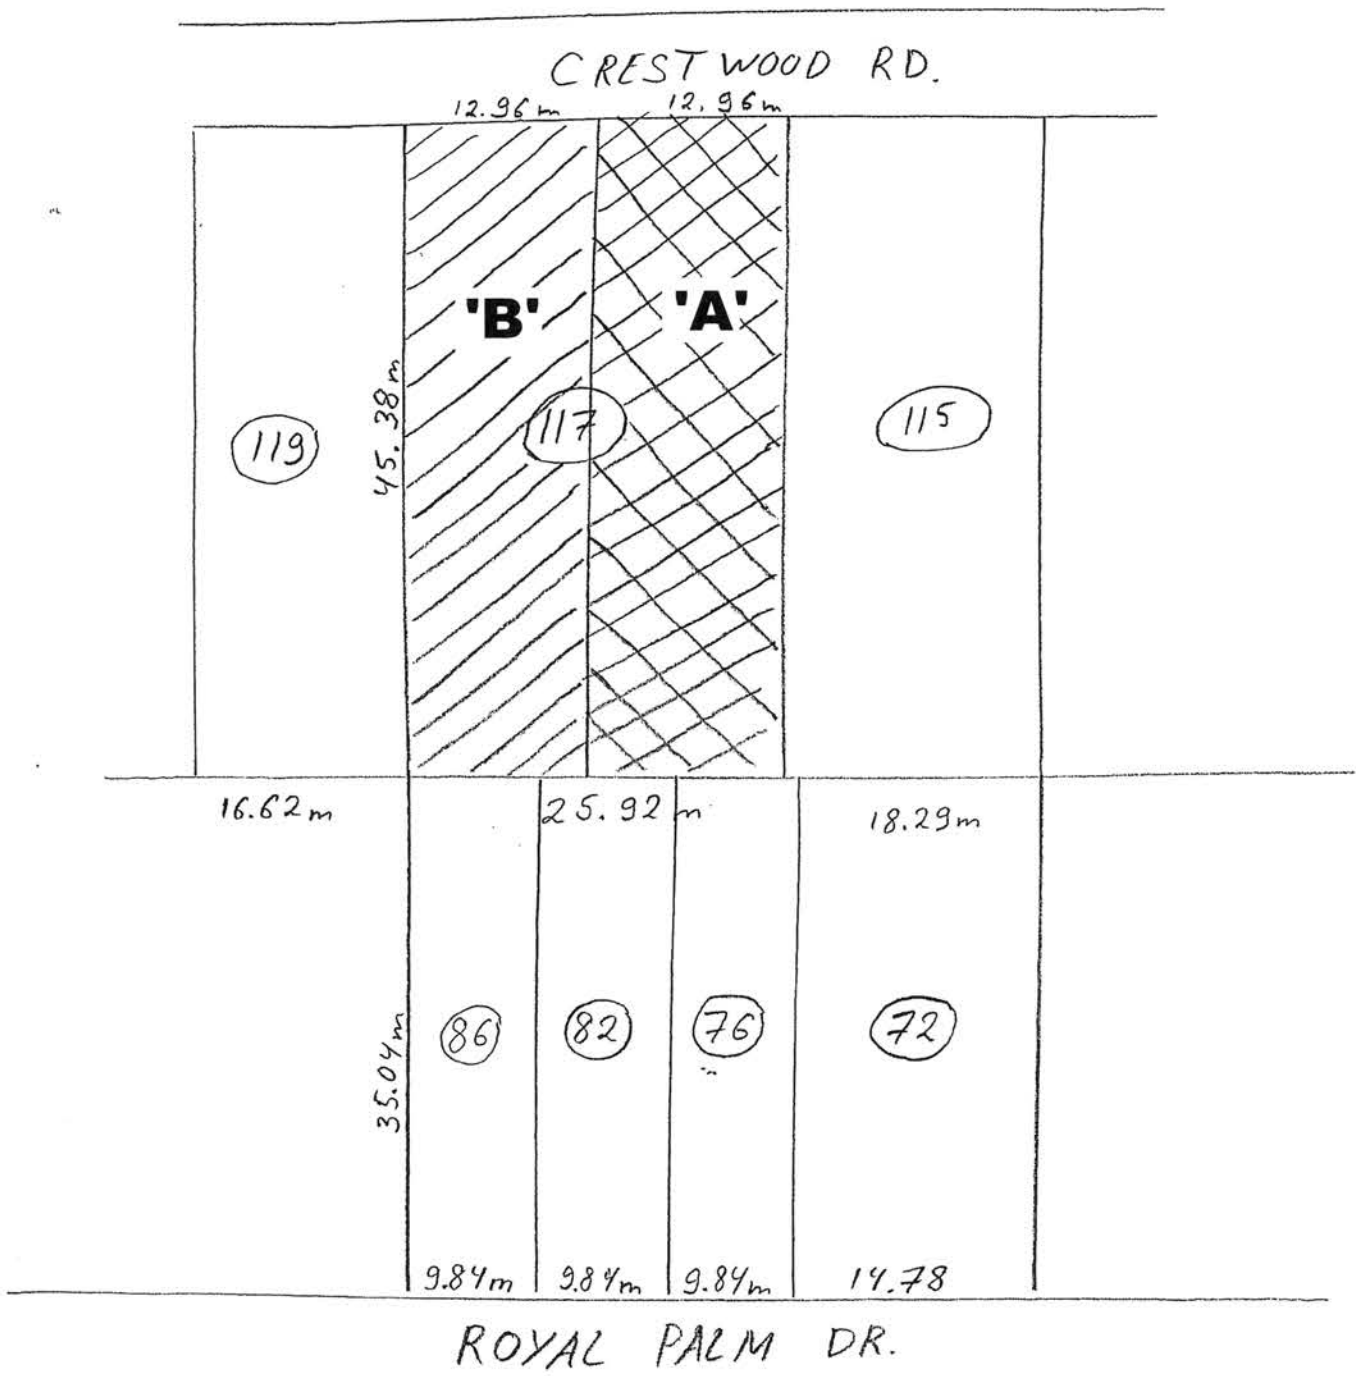 CRESTWOOD RD.
12.96m 12.96m
'B' 'A'
45.38m
119 117 115
16.62m 25.92m 18.29m
35.04m
86 82 76 72
9.84m 9.84m 9.84m 14.78
ROYAL PALM DR.